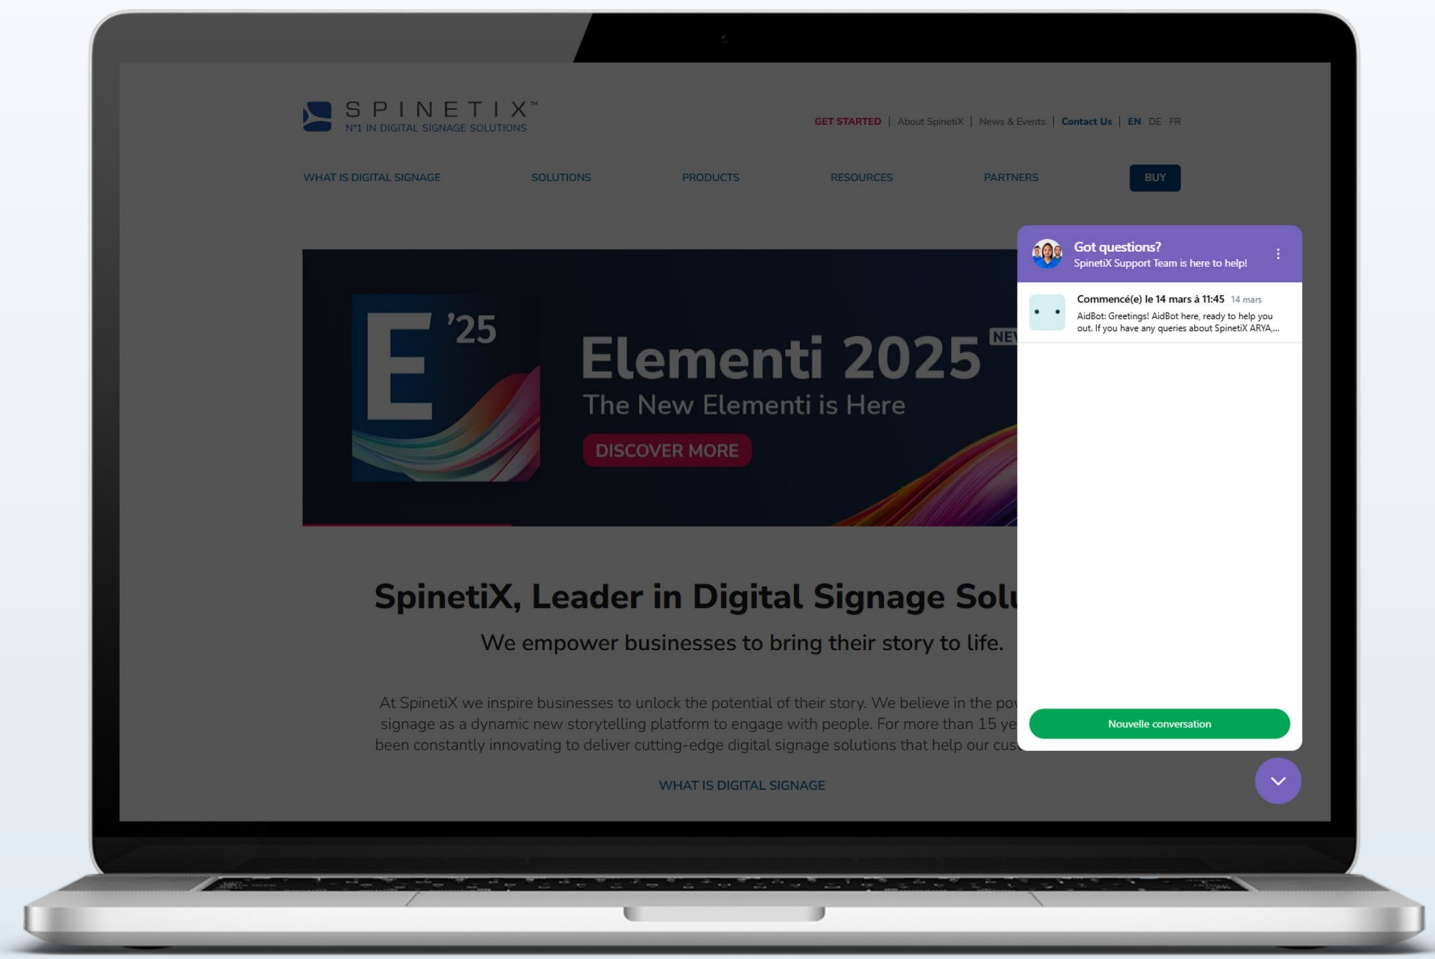 SPINETIX™
N°1 IN DIGITAL SIGNAGE SOLUTIONS
GET STARTED | About SpinetiX | News & Events | Contact Us | EN DE FR
WHAT IS DIGITAL SIGNAGE SOLUTIONS PRODUCTS RESOURCES PARTNERS BUY
E '25
Elementi 2025 NEW
The New Elementi is Here
DISCOVER MORE
SpinetiX, Leader in Digital Signage
We empower businesses to bring their story to life.
At SpinetiX we inspire businesses to unlock the potential of their story. We believe in the
signage as a dynamic new storytelling platform to engage with people. For more than 15
been constantly innovating to deliver cutting-edge digital signage solutions that help our
WHAT IS DIGITAL SIGNAGE
Got questions?
SpinetiX Support Team is here to help!
Commencé(e) le 14 mars à 11:45 14 mars
AidBot: Greetings! AidBot here, ready to help you
out. If you have any queries about SpinetiX ARYA,...
Nouvelle conversation